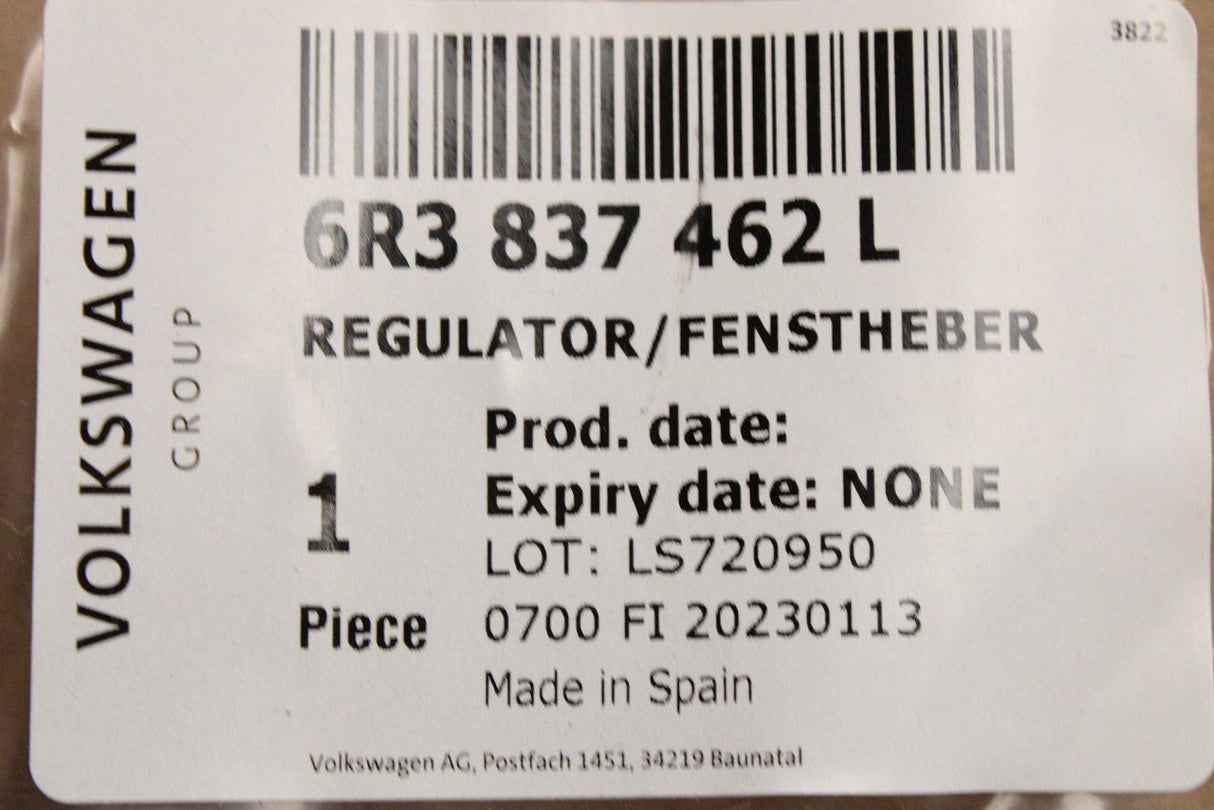 3822
VOLKSWAGEN
GROUP
6R3 837 462 L
REGULATOR/FENSTHEBER
Prod. date:
1
Expiry date: NONE
LOT: LS720950
Piece
0700 FI 20230113
Made in Spain
Volkswagen AG, Postfach 1451, 34219 Baunatal